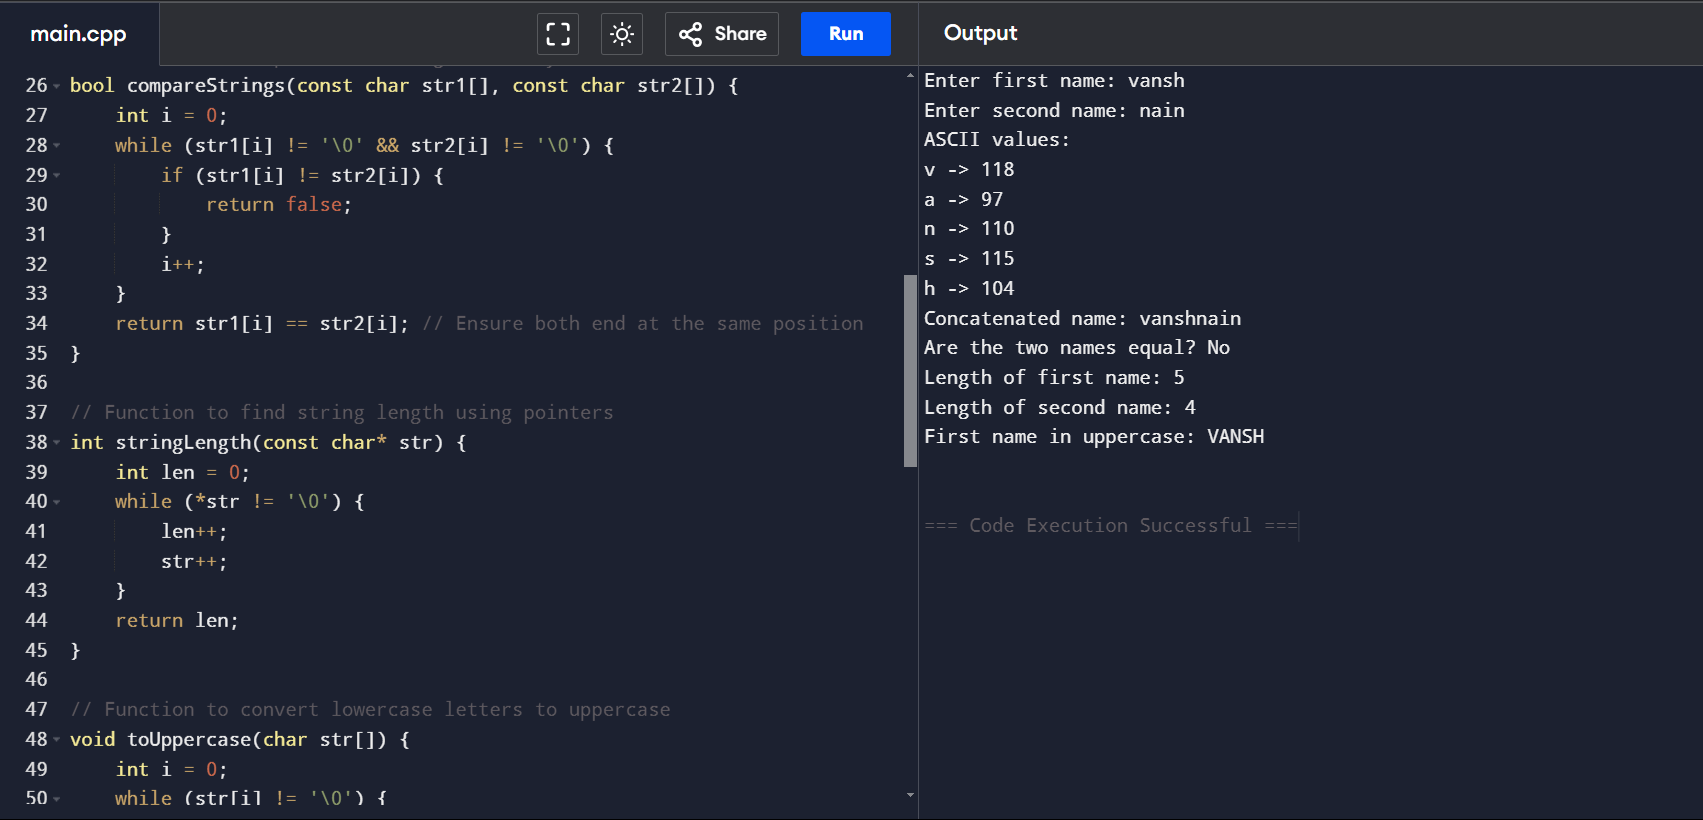 main.cpp
Share
Run
Output
26 bool compareStrings(const char str1[], const char str2[]) {
27     int i = 0;
28     while (str1[i] != '\0' && str2[i] != '\0') {
29         if (str1[i] != str2[i]) {
30             return false;
31         }
32         i++;
33     }
34     return str1[i] == str2[i]; // Ensure both end at the same position
35 }
36
37 // Function to find string length using pointers
38 int stringLength(const char* str) {
39     int len = 0;
40     while (*str != '\0') {
41         len++;
42         str++;
43     }
44     return len;
45 }
46
47 // Function to convert lowercase letters to uppercase
48 void toUppercase(char str[]) {
49     int i = 0;
50     while (str[i] != '\0') {
Enter first name: vansh
Enter second name: nain
ASCII values:
v -> 118
a -> 97
n -> 110
s -> 115
h -> 104
Concatenated name: vanshnain
Are the two names equal? No
Length of first name: 5
Length of second name: 4
First name in uppercase: VANSH
=== Code Execution Successful ===